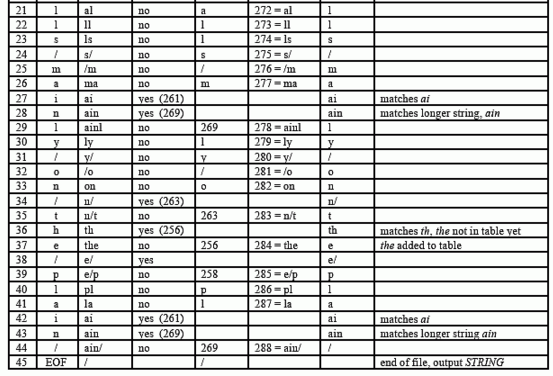 21 l al no a 272 = al l
22 l ll no l 273 = ll l
23 s ls no l 274 = ls s
24 / s/ no s 275 = s/ /
25 m /m no / 276 = /m m
26 a ma no m 277 = ma a
27 i ai yes (261) ai matches ai
28 n ain yes (269) ain matches longer string, ain
29 l ainl no 269 278 = ainl l
30 y ly no l 279 = ly y
31 / y/ no y 280 = y/ /
32 o /o no / 281 = /o o
33 n on no o 282 = on n
34 / n/ yes (263) n/
35 t n/t no 263 283 = n/t t
36 h th yes (256) th matches th, the not in table yet
37 e the no 256 284 = the e the added to table
38 / e/ yes e/
39 p e/p no 258 285 = e/p p
40 l pl no p 286 = pl l
41 a la no l 287 = la a
42 i ai yes (261) ai matches ai
43 n ain yes (269) ain matches longer string ain
44 / ain/ no 269 288 = ain/ /
45 EOF / / end of file, output STRING